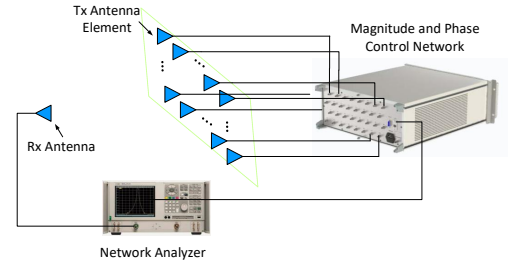 Tx Antenna
Element
Magnitude and Phase
Control Network
Rx Antenna
Network Analyzer